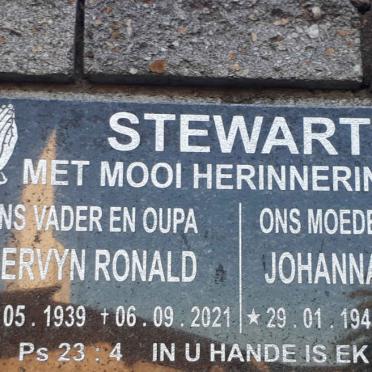 STEWART
MET MOOI HERINNERIN
NS VADER EN OUPA
ERVYN RONALD
05 . 1939 ✝ 06 . 09 . 2021
ONS MOEDE
JOHANNA
★ 29 . 01 . 194
Ps 23 : 4 IN U HANDE IS EK